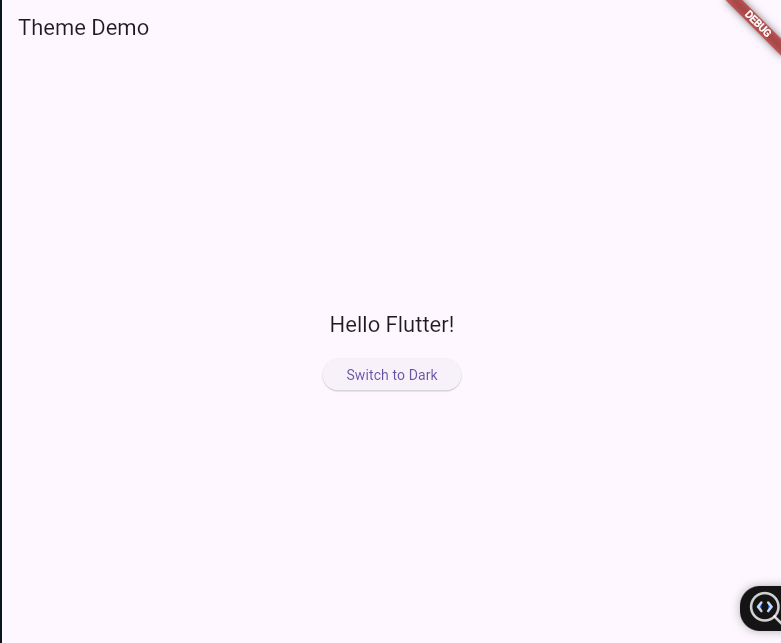 Theme Demo
DEBUG
Hello Flutter!
Switch to Dark